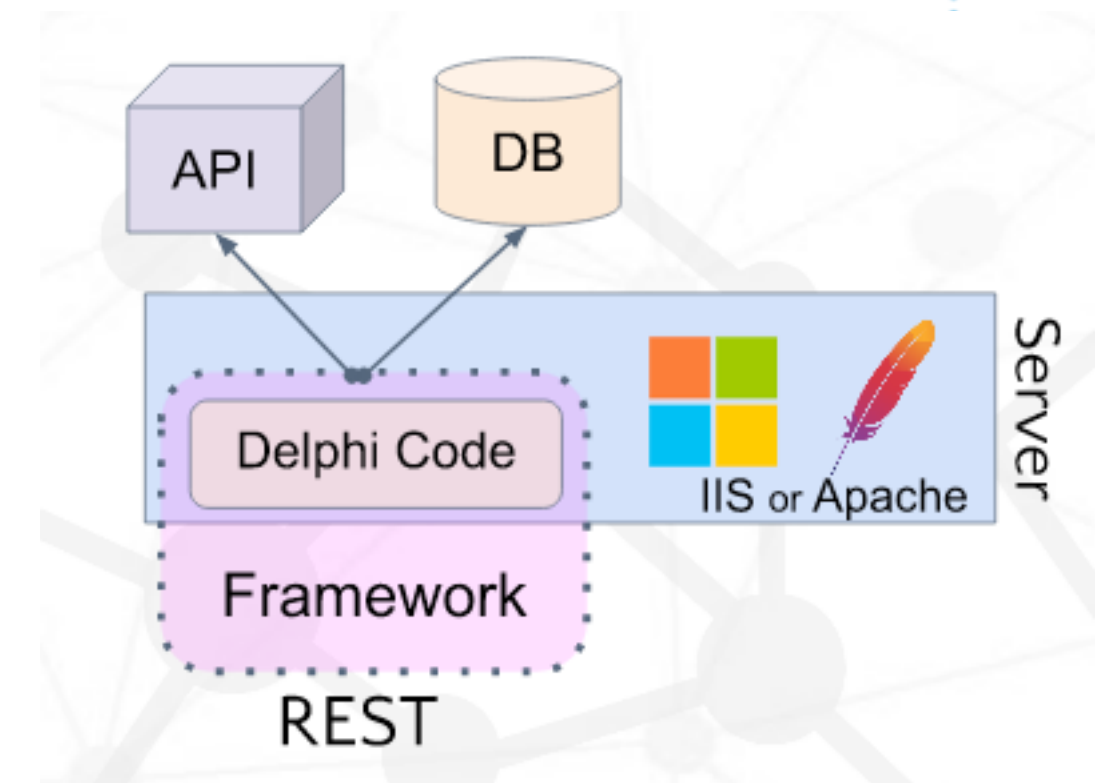 API
DB
Server
Delphi Code
IIS or Apache
Framework
REST